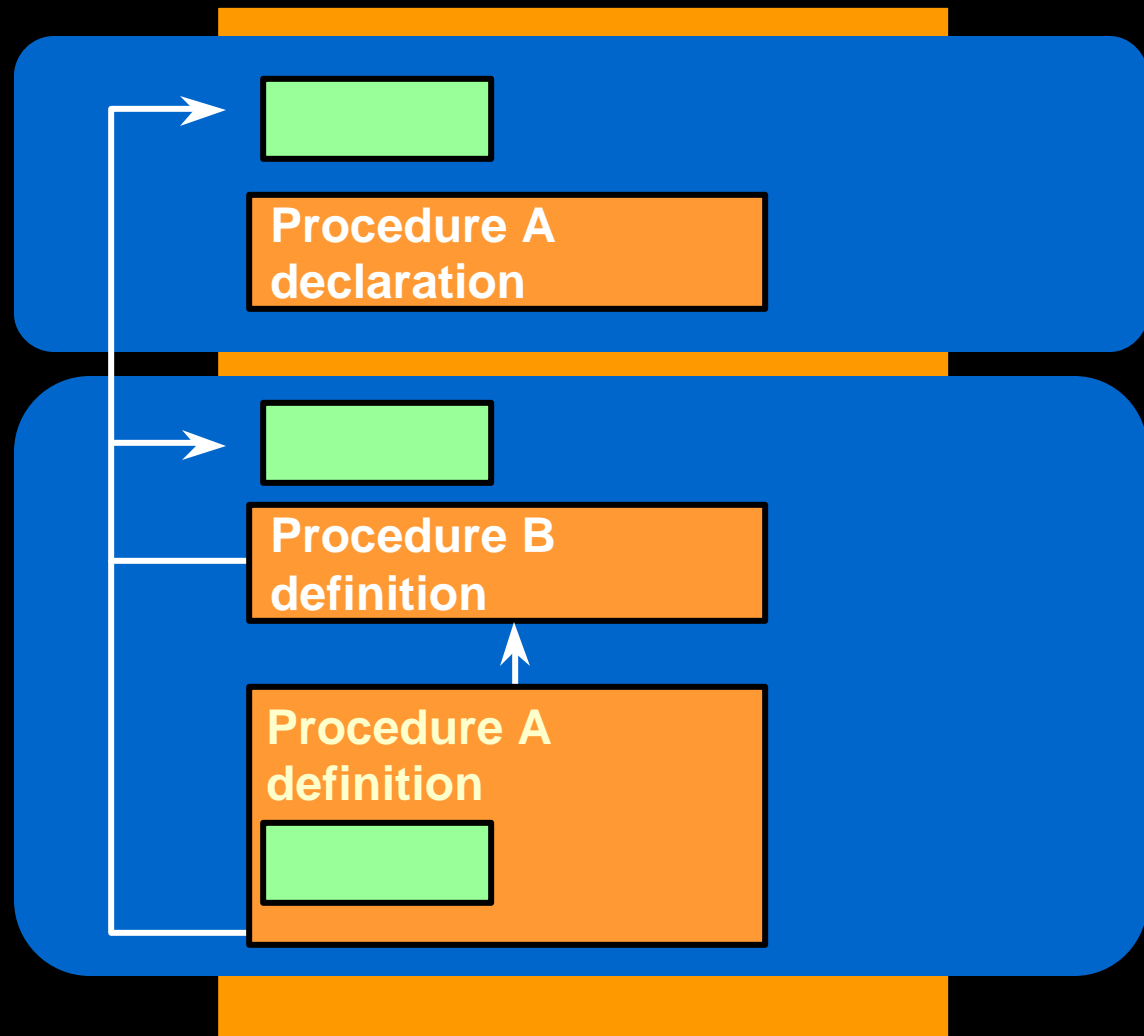 Procedure A
declaration
Procedure B
definition
Procedure A
definition